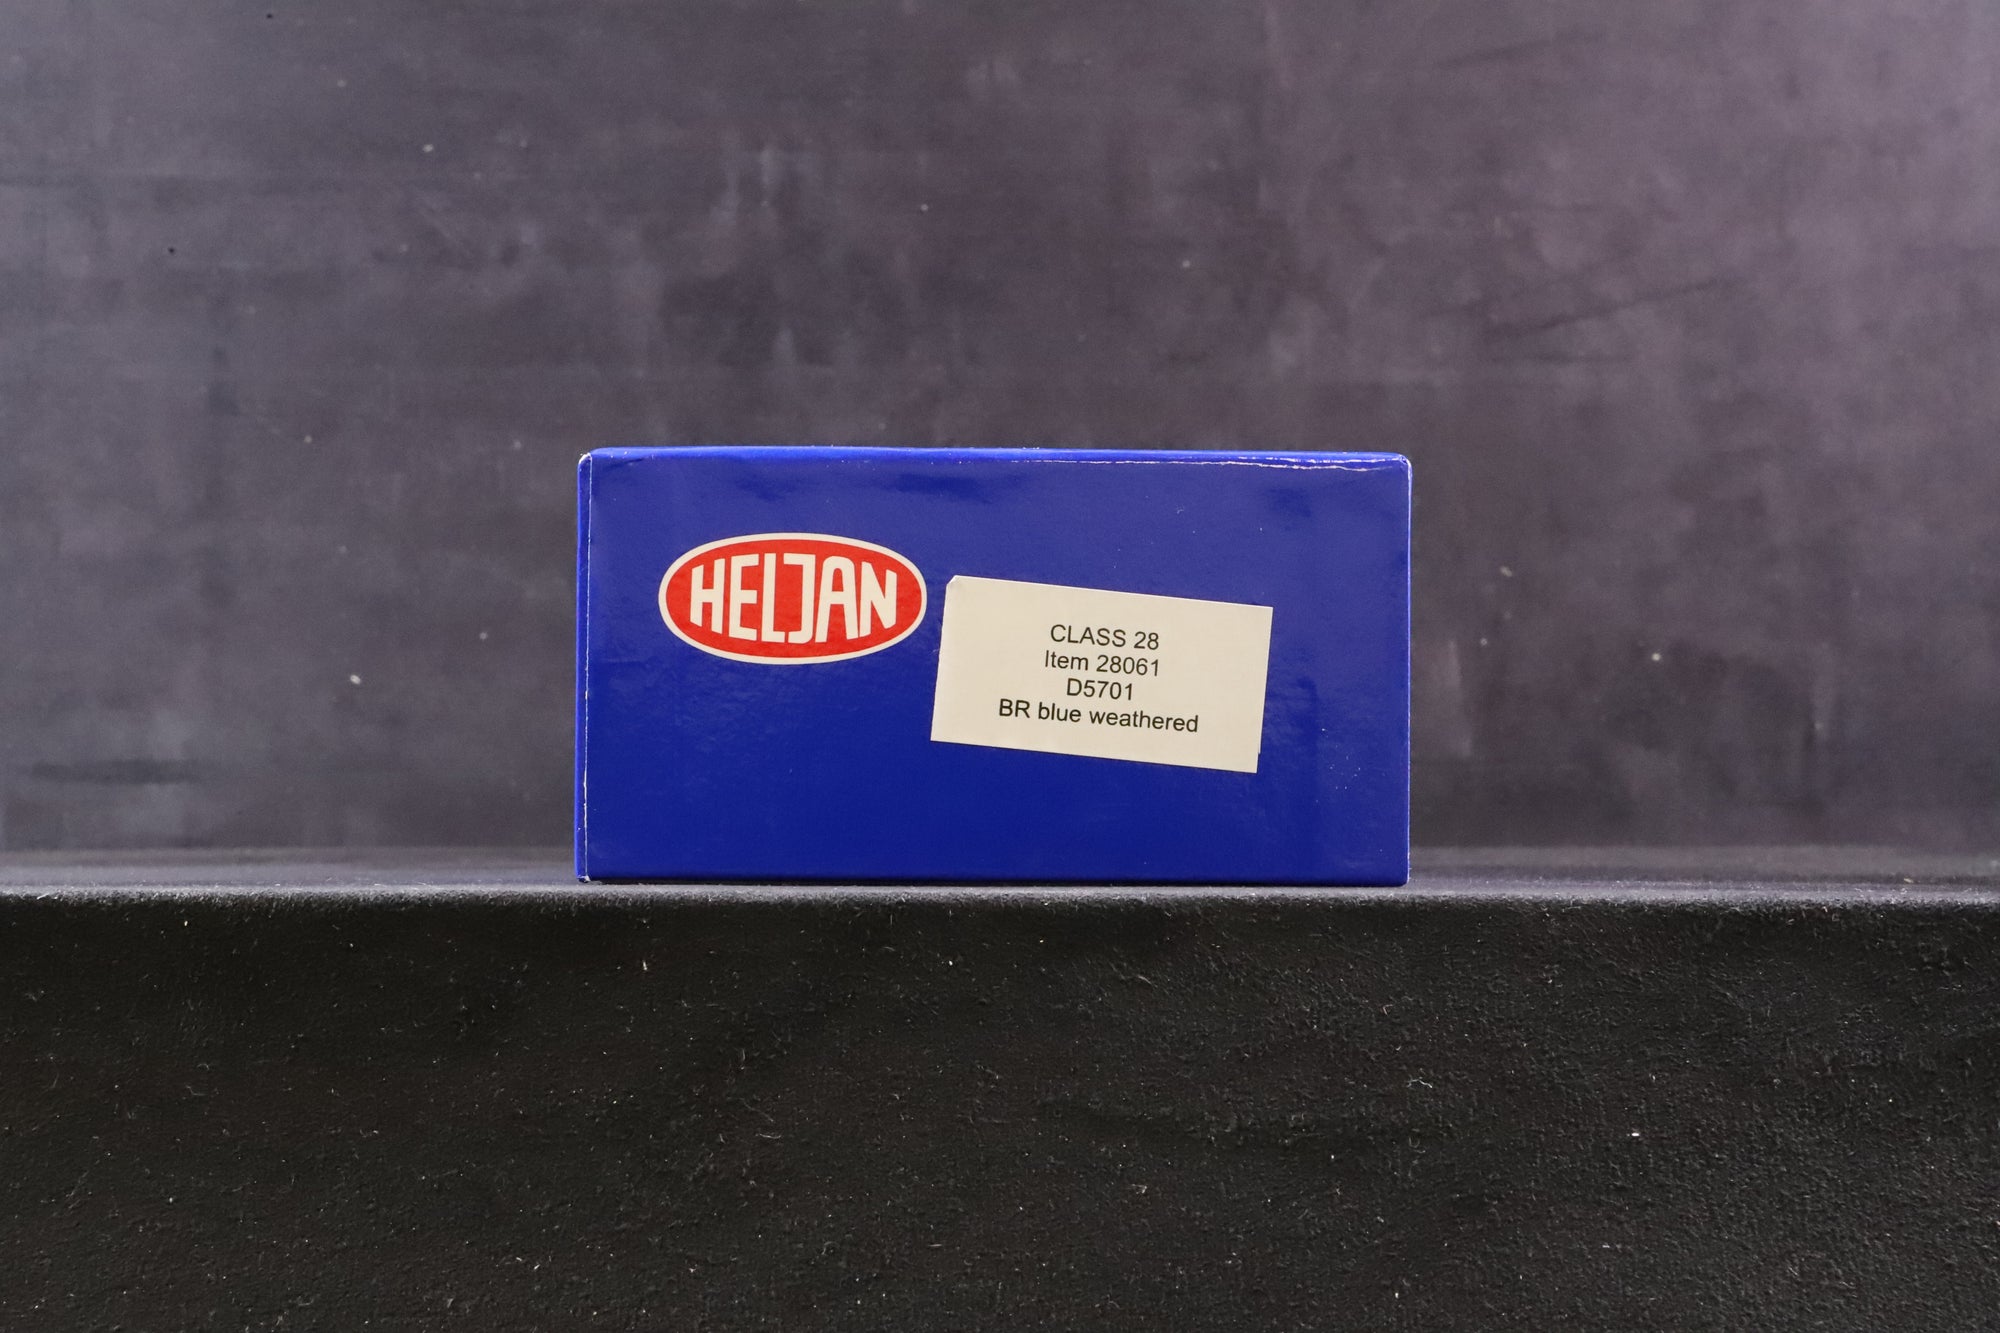 HELJAN
CLASS 28
Item 28061
D5701
BR blue weathered